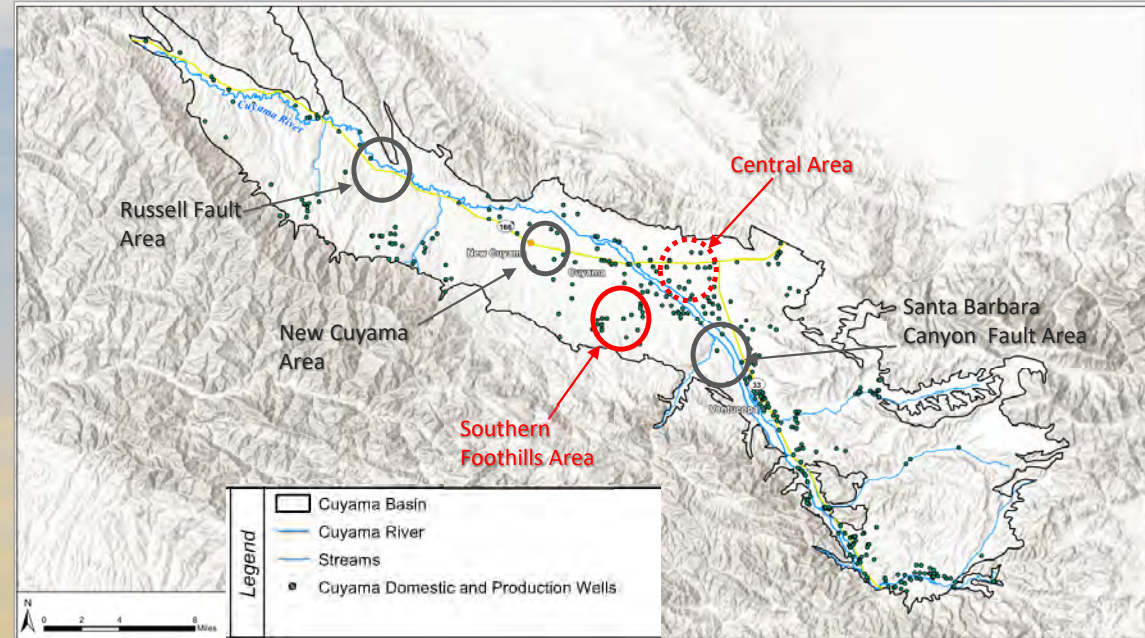 Cuyama River
Central Area
Russell Fault
Area
166
New Cuyama
Cuyama
Santa Barbara
Canyon Fault Area
New Cuyama
Area
33
Ventucopa
Southern
Foothills Area
Legend
Cuyama Basin
Cuyama River
Streams
Cuyama Domestic and Production Wells
N
0 2 4 8
Miles